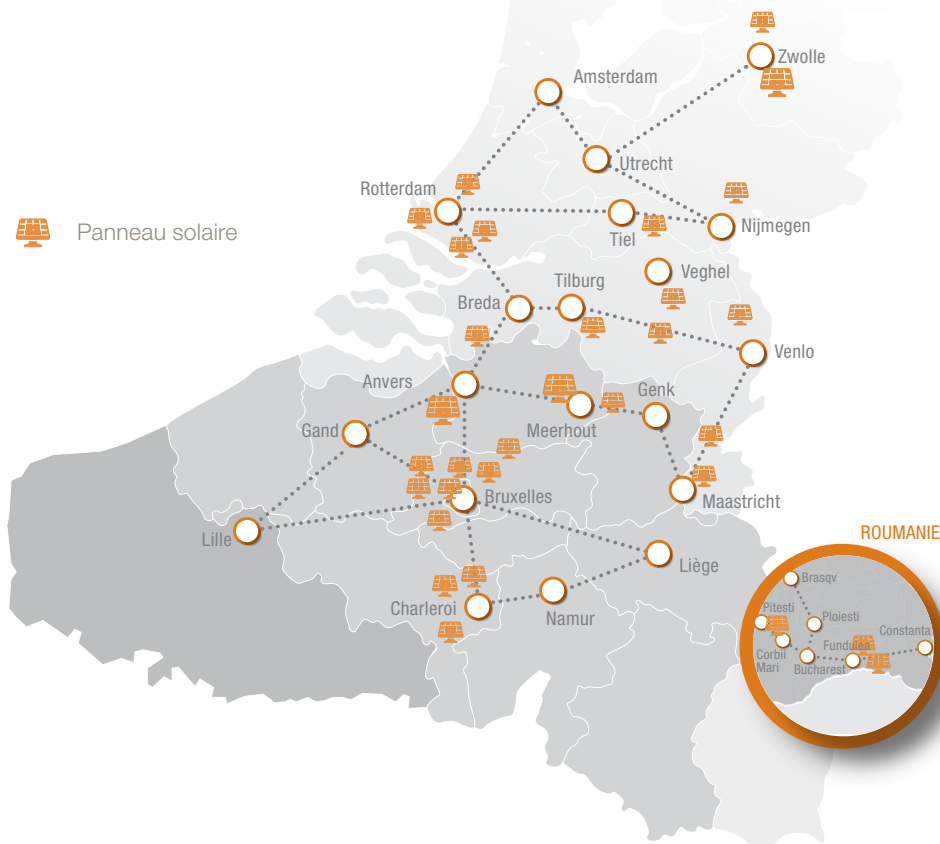 Zwolle
Amsterdam
Utrecht
Rotterdam
Panneau solaire
Tiel
Nijmegen
Veghel
Tilburg
Breda
Venlo
Anvers
Genk
Gand
Meerhout
Bruxelles
Maastricht
Lille
ROUMANIE
Liège
Brasqv
Charleroi
Namur
Pitesti
Ploiesti
Constanta
Fundulea
Corbii
Mari
Bucharest